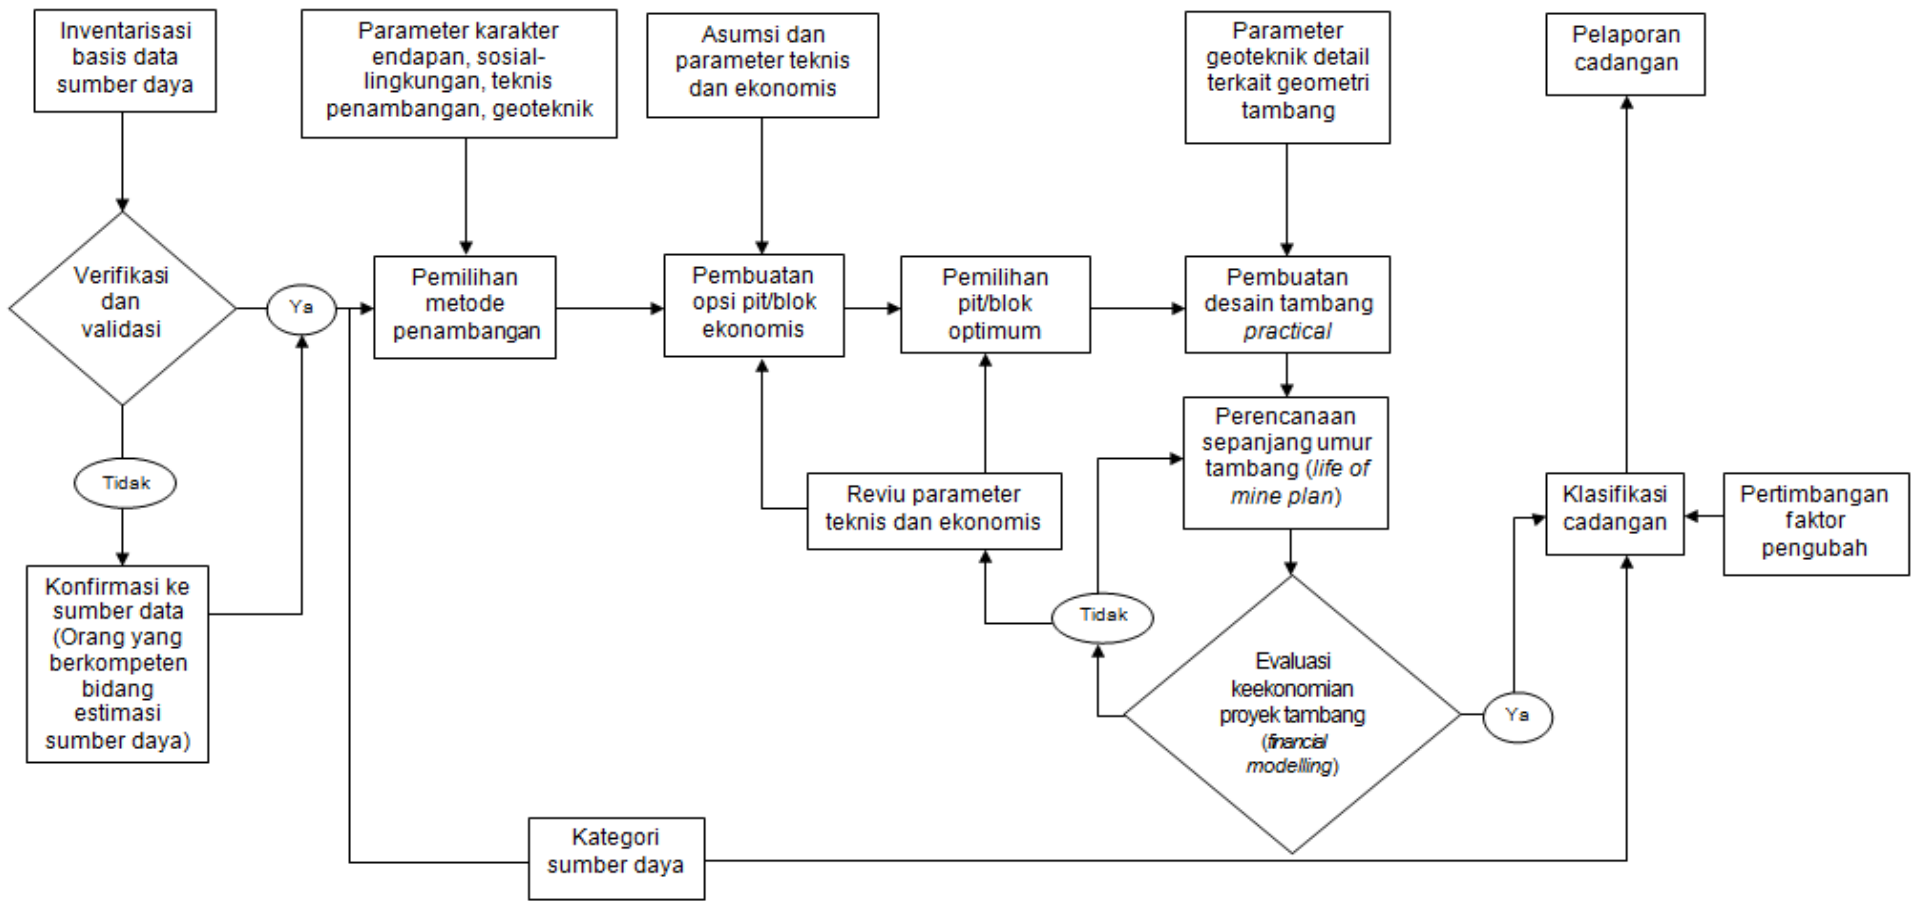 Inventarisasi
basis data
sumber daya
Parameter karakter
endapan, sosial-
lingkungan, teknis
penambangan, geoteknik
Asumsi dan
parameter teknis
dan ekonomis
Parameter
geoteknik detail
terkait geometri
tambang
Pelaporan
cadangan
Verifikasi
dan
validasi
Ya
Pemilihan
metode
penambangan
Pembuatan
opsi pit/blok
ekonomis
Pemilihan
pit/blok
optimum
Pembuatan
desain tambang
practical
Perencanaan
sepanjang umur
tambang (life of
mine plan)
Tidak
Reviu parameter
teknis dan ekonomis
Klasifikasi
cadangan
Pertimbangan
faktor
pengubah
Konfirmasi ke
sumber data
(Orang yang
berkompeten
bidang
estimasi
sumber daya)
Tidak
Evaluasi
keekonomian
proyek tambang
(financial
modelling)
Ya
Kategori
sumber daya